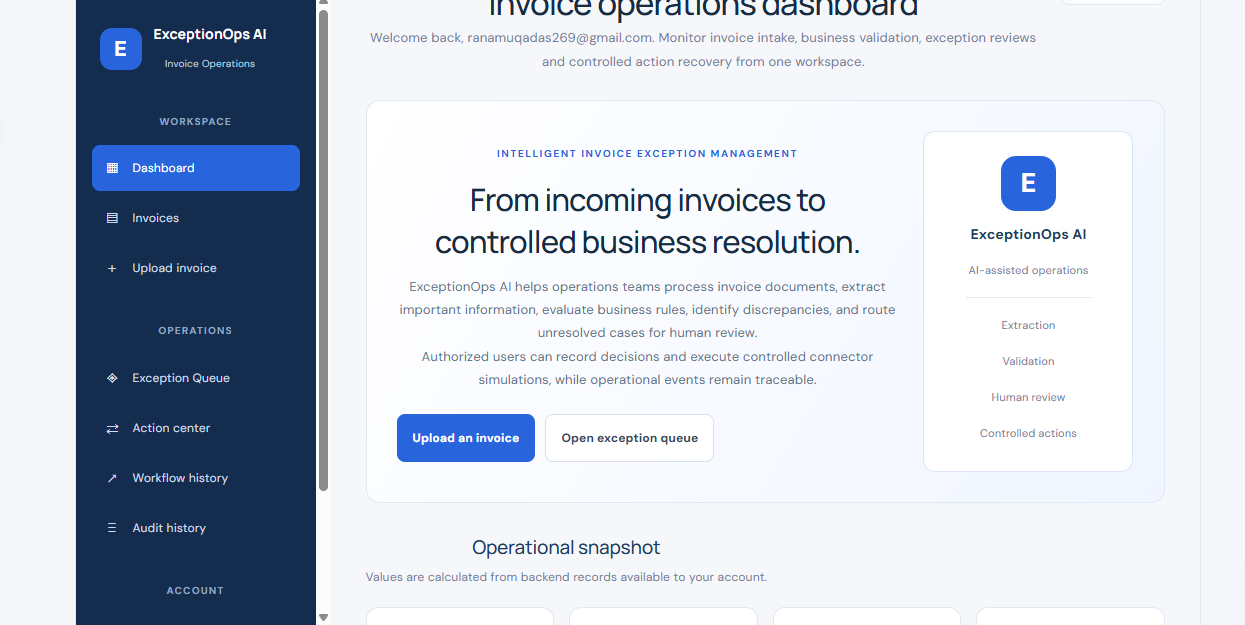 E
ExceptionOps AI
Invoice Operations
WORKSPACE
Dashboard
Invoices
+ Upload invoice
OPERATIONS
Exception Queue
Action center
Workflow history
Audit history
ACCOUNT
Invoice operations dashboard
Welcome back, ranamuqadas269@gmail.com. Monitor invoice intake, business validation, exception reviews
and controlled action recovery from one workspace.
INTELLIGENT INVOICE EXCEPTION MANAGEMENT
From incoming invoices to
controlled business resolution.
ExceptionOps AI helps operations teams process invoice documents, extract
important information, evaluate business rules, identify discrepancies, and route
unresolved cases for human review.
Authorized users can record decisions and execute controlled connector
simulations, while operational events remain traceable.
Upload an invoice
Open exception queue
E
ExceptionOps AI
AI-assisted operations
Extraction
Validation
Human review
Controlled actions
Operational snapshot
Values are calculated from backend records available to your account.